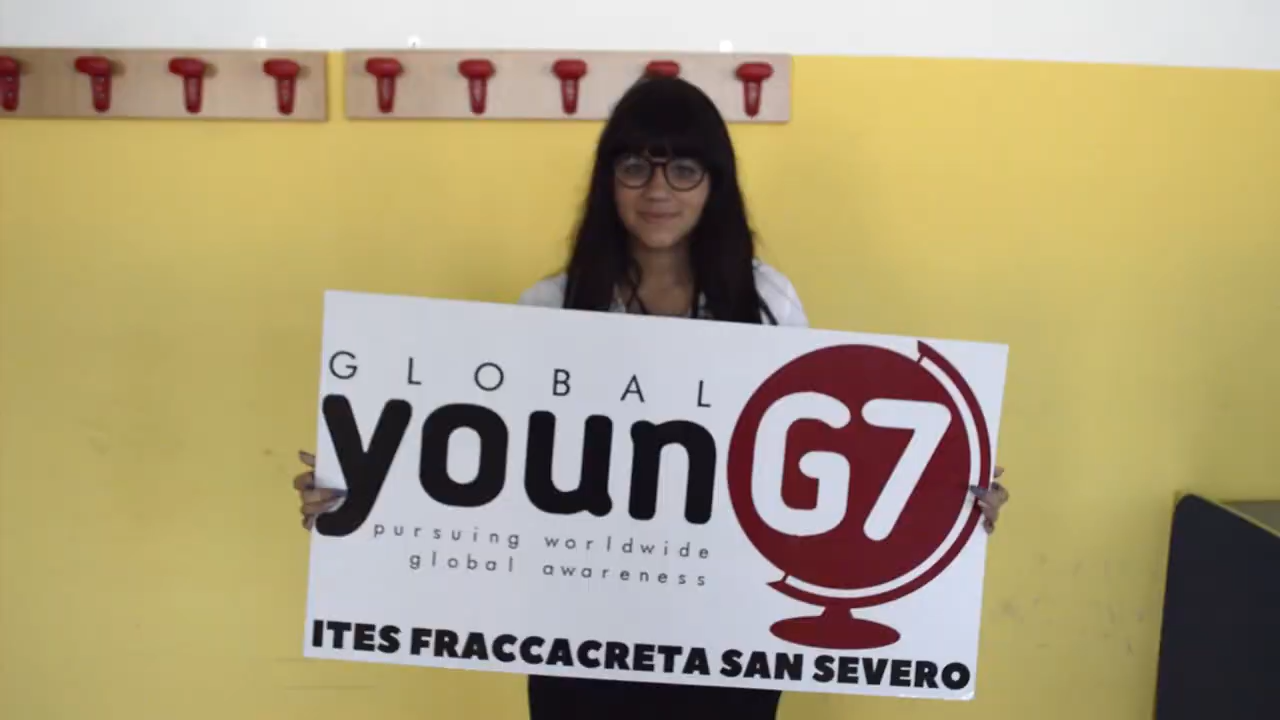 GLOBAL
younG7
pursuing worldwide
global awareness
ITES FRACCACRETA SAN SEVERO